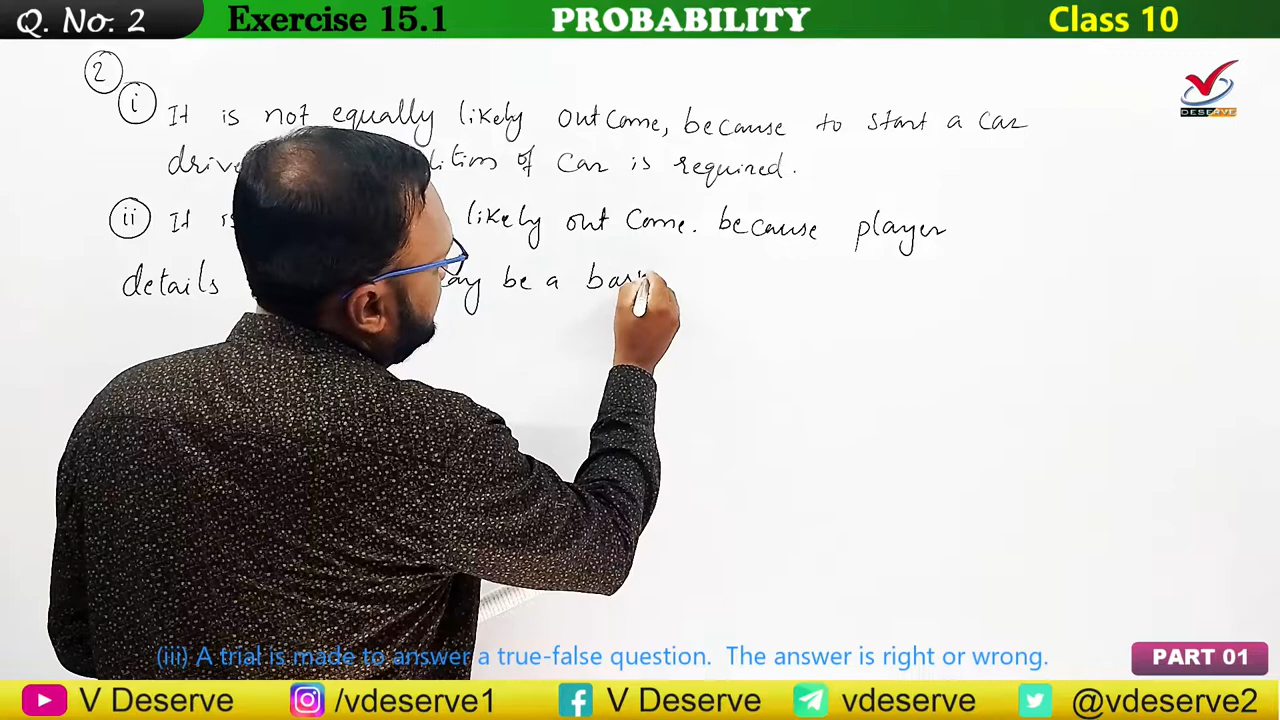 Q. No. 2 Exercise 15.1 PROBABILITY Class 10
2
i It is not equally likely outcome, because to start a car
V DESERVE
drive of car is required.
ii It is likely out come. because player
details be a
(iii) A trial is made to answer a true-false question. The answer is right or wrong.
PART 01
V Deserve /vdeserve1 V Deserve vdeserve @vdeserve2